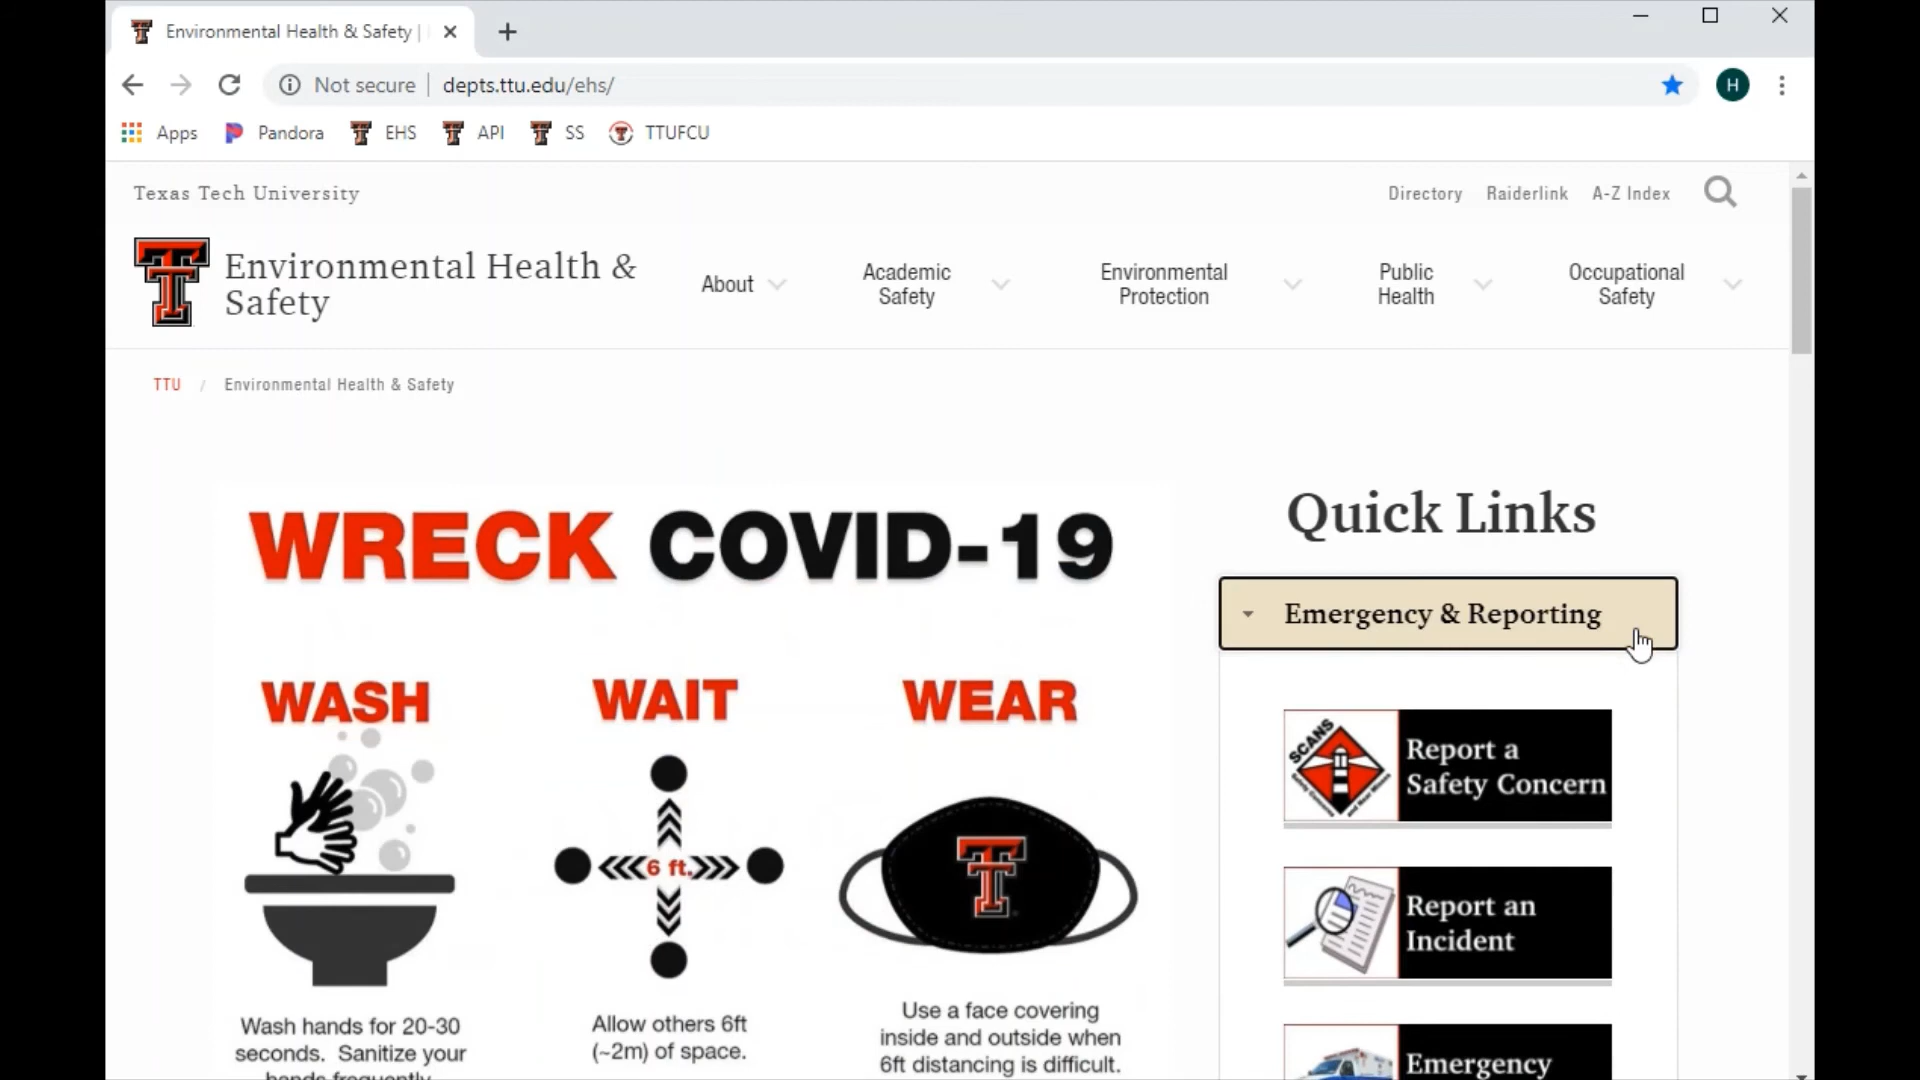 Environmental Health & Safety |
Not secure
depts.ttu.edu/ehs/
H
Apps
Pandora
EHS
API
SS
TTUFCU
Texas Tech University
Directory
Raiderlink
A-Z Index
Environmental Health &
Safety
About
Academic
Safety
Environmental
Protection
Public
Health
Occupational
Safety
TTU / Environmental Health & Safety
WRECK COVID-19
WASH
WAIT
WEAR
6 ft.
Wash hands for 20-30
seconds. Sanitize your
hands frequently
Allow others 6ft
(~2m) of space.
Use a face covering
inside and outside when
6ft distancing is difficult.
Quick Links
Emergency & Reporting
SCANS
Report a
Safety Concern
Report an
Incident
Emergency